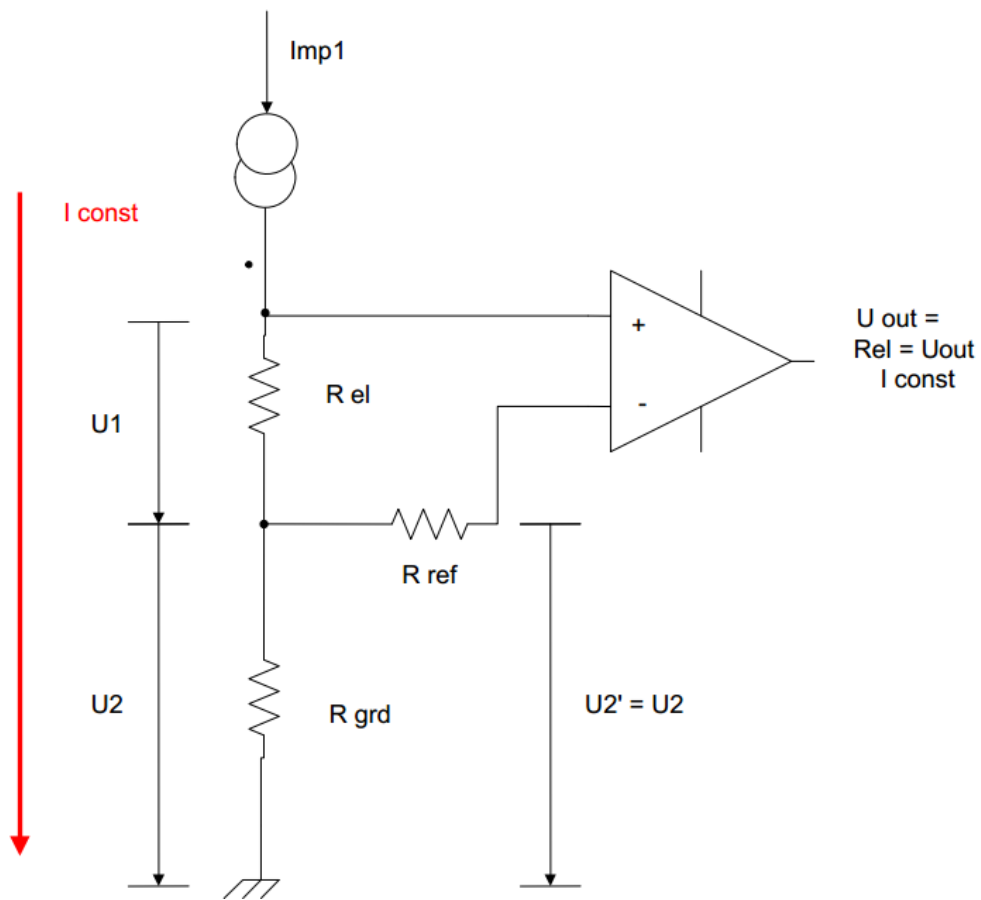 Imp1
I const
+
U out =
Rel = Uout
I const
R el
U1
-
R ref
U2
R grd
U2' = U2